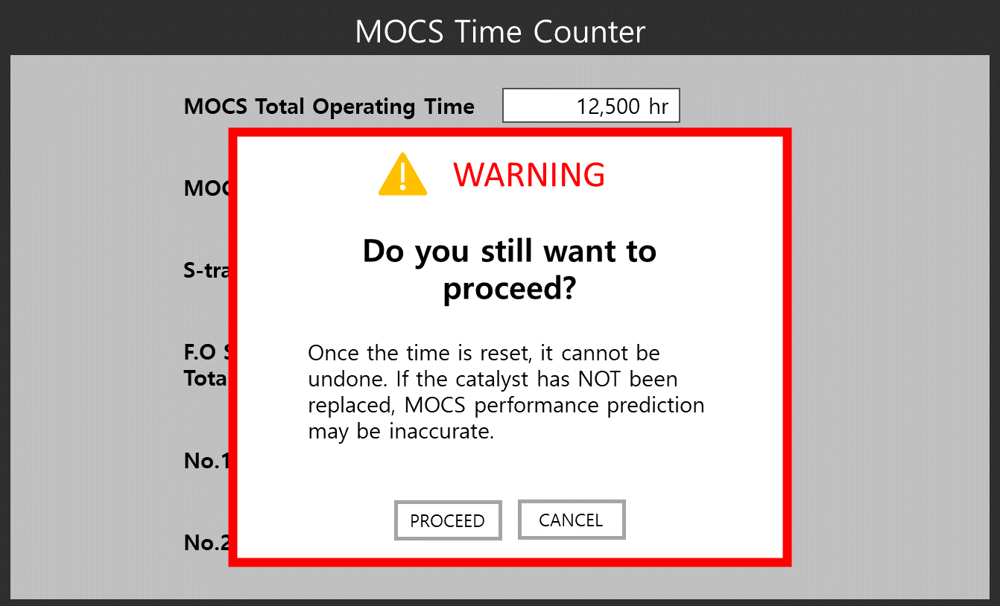 MOCS Time Counter
MOCS Total Operating Time 12,500 hr
WARNING
Do you still want to
proceed?
Once the time is reset, it cannot be
undone. If the catalyst has NOT been
replaced, MOCS performance prediction
may be inaccurate.
PROCEED CANCEL
MOC
S-tra
F.O S
Tota
No.1
No.2